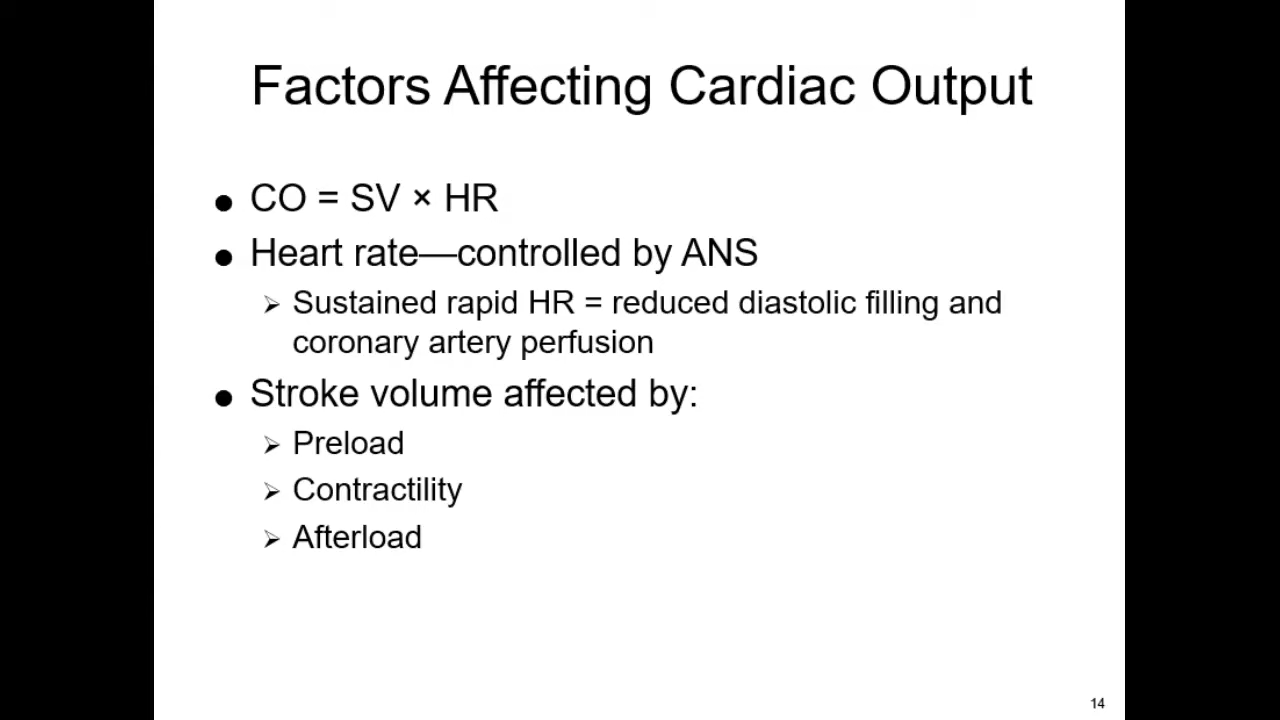 Factors Affecting Cardiac Output
● CO = SV × HR
● Heart rate—controlled by ANS
➢ Sustained rapid HR = reduced diastolic filling and
coronary artery perfusion
● Stroke volume affected by:
➢ Preload
➢ Contractility
➢ Afterload
14